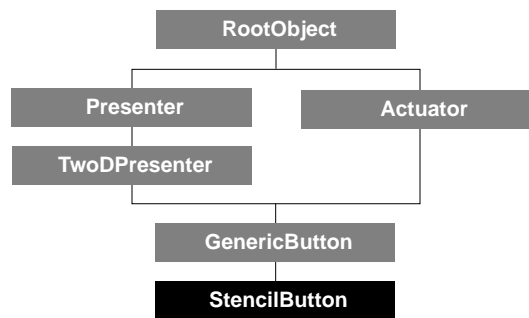 RootObject
Presenter
Actuator
TwoDPresenter
GenericButton
StencilButton